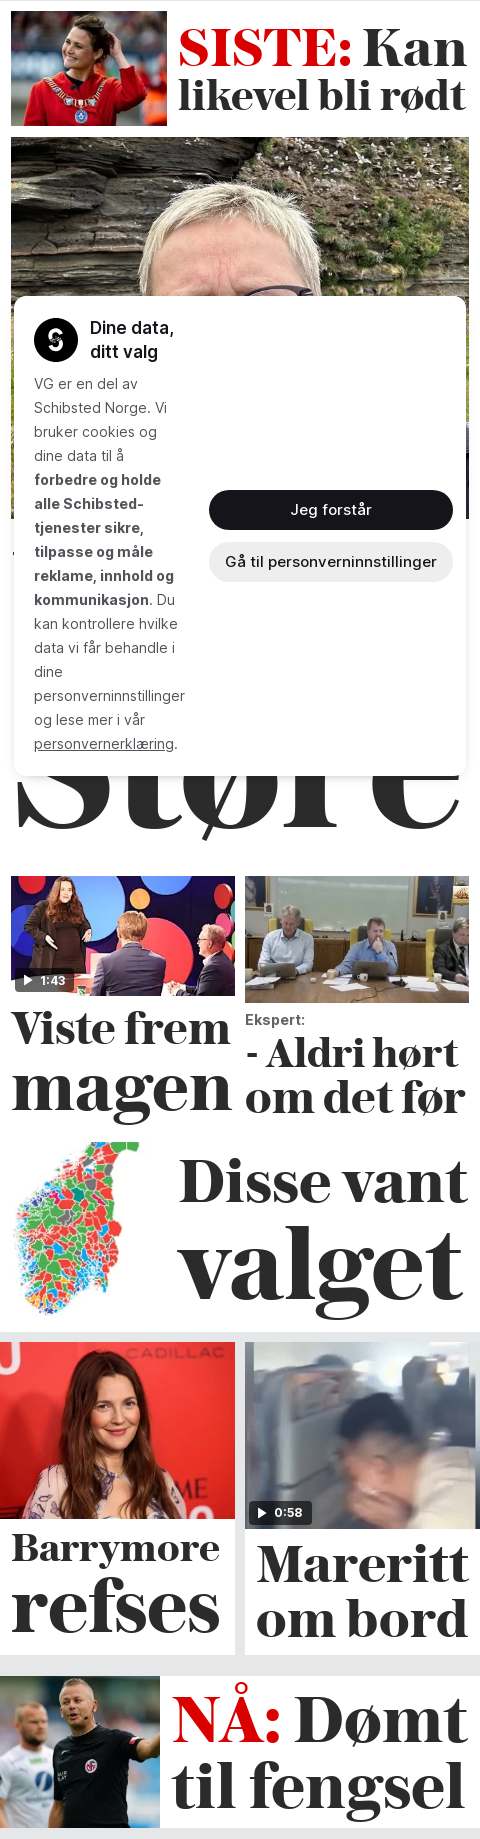 SISTE: Kan
likevel bli rødt
Dine data,
ditt valg
VG er en del av
Schibsted Norge. Vi
bruker cookies og
dine data til å
forbedre og holde
alle Schibsted-
tjenester sikre,
tilpasse og måle
reklame, innhold og
kommunikasjon. Du
kan kontrollere hvilke
data vi får behandle i
dine
personverninnstillinger
og lese mer i vår
personvernerklæring.
Jeg forstår
Gå til personverninnstillinger
Støre
1:43
Viste frem
magen
Ekspert:
- Aldri hørt
om det før
Disse vant
valget
CADILLAC
Barrymore
refses
0:58
Mareritt
om bord
NÅ: Dømt
til fengsel